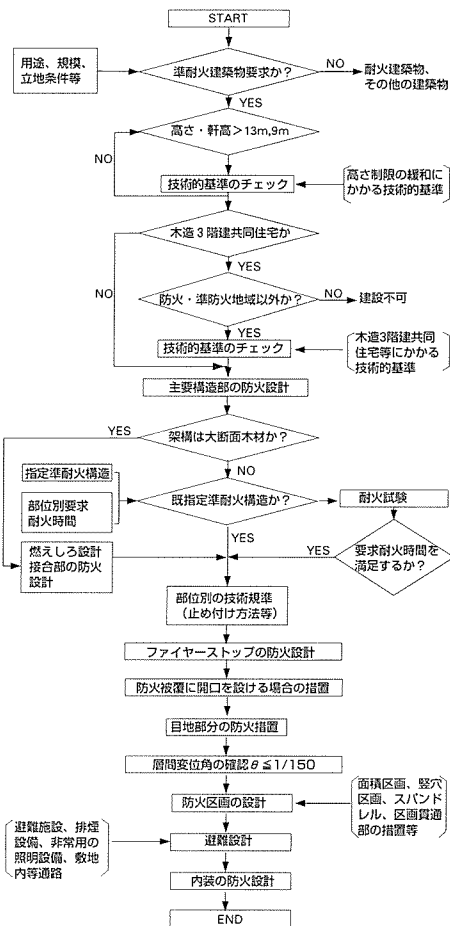 START
用途、規模、
立地条件等
準耐火建築物要求か？
NO
耐火建築物、
その他の建築物
YES
高さ・軒高＞13m,9m
NO
技術的基準のチェック
高さ制限の緩和に
かかる技術的基準
木造３階建共同住宅か
YES
NO
防火・準防火地域以外か？
NO
建設不可
YES
技術的基準のチェック
木造3階建共同
住宅等にかかる
技術的基準
主要構造部の防火設計
YES
架構は大断面木材か？
NO
指定準耐火構造
部位別要求
耐火時間
既指定準耐火構造か？
耐火試験
YES
燃えしろ設計
接合部の防火
設計
YES
要求耐火時間を
満足するか？
部位別の技術規準
（止め付け方法等）
ファイヤーストップの防火設計
防火被覆に開口を設ける場合の措置
目地部分の防火措置
層間変位角の確認θ≦1/150
防火区画の設計
面積区画、竪穴
区画、スパンド
レル、区画貫通
部の措置等
避難施設、排煙
設備、非常用の
照明設備、敷地
内等通路
避難設計
内装の防火設計
END